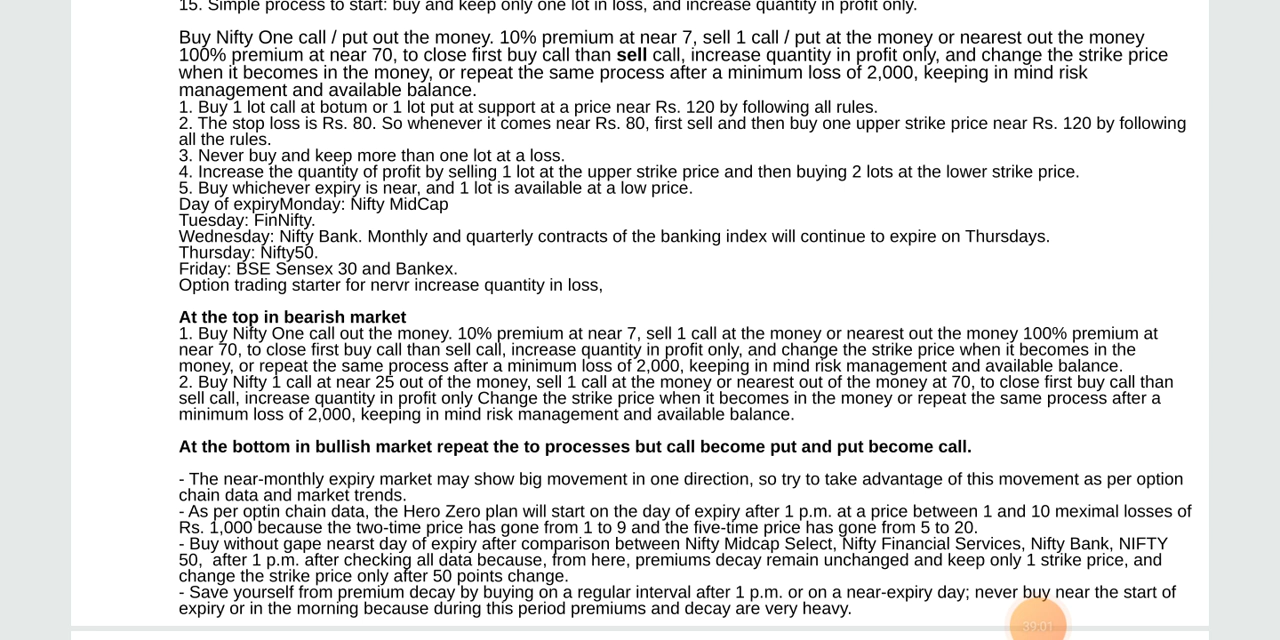 15. Simple process to start: buy and keep only one lot in loss, and increase quantity in profit only.
Buy Nifty One call / put out the money. 10% premium at near 7, sell 1 call / put at the money or nearest out the money
100% premium at near 70, to close first buy call than sell call, increase quantity in profit only, and change the strike price
when it becomes in the money, or repeat the same process after a minimum loss of 2,000, keeping in mind risk
management and available balance.
1. Buy 1 lot call at botum or 1 lot put at support at a price near Rs. 120 by following all rules.
2. The stop loss is Rs. 80. So whenever it comes near Rs. 80, first sell and then buy one upper strike price near Rs. 120 by following
all the rules.
3. Never buy and keep more than one lot at a loss.
4. Increase the quantity of profit by selling 1 lot at the upper strike price and then buying 2 lots at the lower strike price.
5. Buy whichever expiry is near, and 1 lot is available at a low price.
Day of expiryMonday: Nifty MidCap
Tuesday: FinNifty.
Wednesday: Nifty Bank. Monthly and quarterly contracts of the banking index will continue to expire on Thursdays.
Thursday: Nifty50.
Friday: BSE Sensex 30 and Bankex.
Option trading starter for nervr increase quantity in loss,
At the top in bearish market
1. Buy Nifty One call out the money. 10% premium at near 7, sell 1 call at the money or nearest out the money 100% premium at
near 70, to close first buy call than sell call, increase quantity in profit only, and change the strike price when it becomes in the
money, or repeat the same process after a minimum loss of 2,000, keeping in mind risk management and available balance.
2. Buy Nifty 1 call at near 25 out of the money, sell 1 call at the money or nearest out of the money at 70, to close first buy call than
sell call, increase quantity in profit only Change the strike price when it becomes in the money or repeat the same process after a
minimum loss of 2,000, keeping in mind risk management and available balance.
At the bottom in bullish market repeat the to processes but call become put and put become call.
- The near-monthly expiry market may show big movement in one direction, so try to take advantage of this movement as per option
chain data and market trends.
- As per optin chain data, the Hero Zero plan will start on the day of expiry after 1 p.m. at a price between 1 and 10 meximal losses of
Rs. 1,000 because the two-time price has gone from 1 to 9 and the five-time price has gone from 5 to 20.
- Buy without gape nearst day of expiry after comparison between Nifty Midcap Select, Nifty Financial Services, Nifty Bank, NIFTY
50,  after 1 p.m. after checking all data because, from here, premiums decay remain unchanged and keep only 1 strike price, and
change the strike price only after 50 points change.
- Save yourself from premium decay by buying on a regular interval after 1 p.m. or on a near-expiry day; never buy near the start of
expiry or in the morning because during this period premiums and decay are very heavy.
39:01